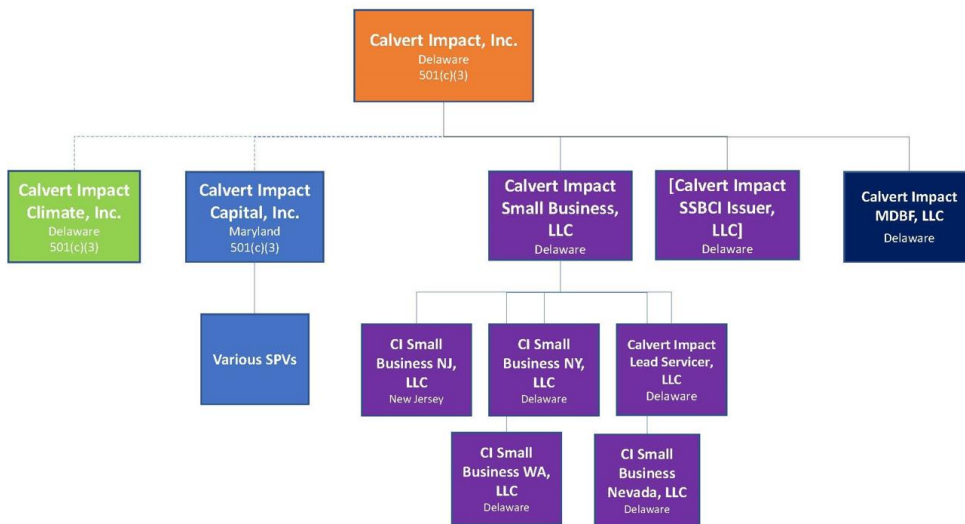 Calvert Impact, Inc.
Delaware
501(c)(3)
Calvert Impact
Climate, Inc.
Delaware
501(c)(3)
Calvert Impact
Capital, Inc.
Maryland
501(c)(3)
Calvert Impact
Small Business,
LLC
Delaware
[Calvert Impact
SSBCI Issuer,
LLC]
Delaware
Calvert Impact
MDBF, LLC
Delaware
Various SPVs
CI Small
Business NJ,
LLC
New Jersey
CI Small
Business NY,
LLC
Delaware
Calvert Impact
Lead Servicer,
LLC
Delaware
CI Small
Business WA,
LLC
Delaware
CI Small
Business
Nevada, LLC
Delaware